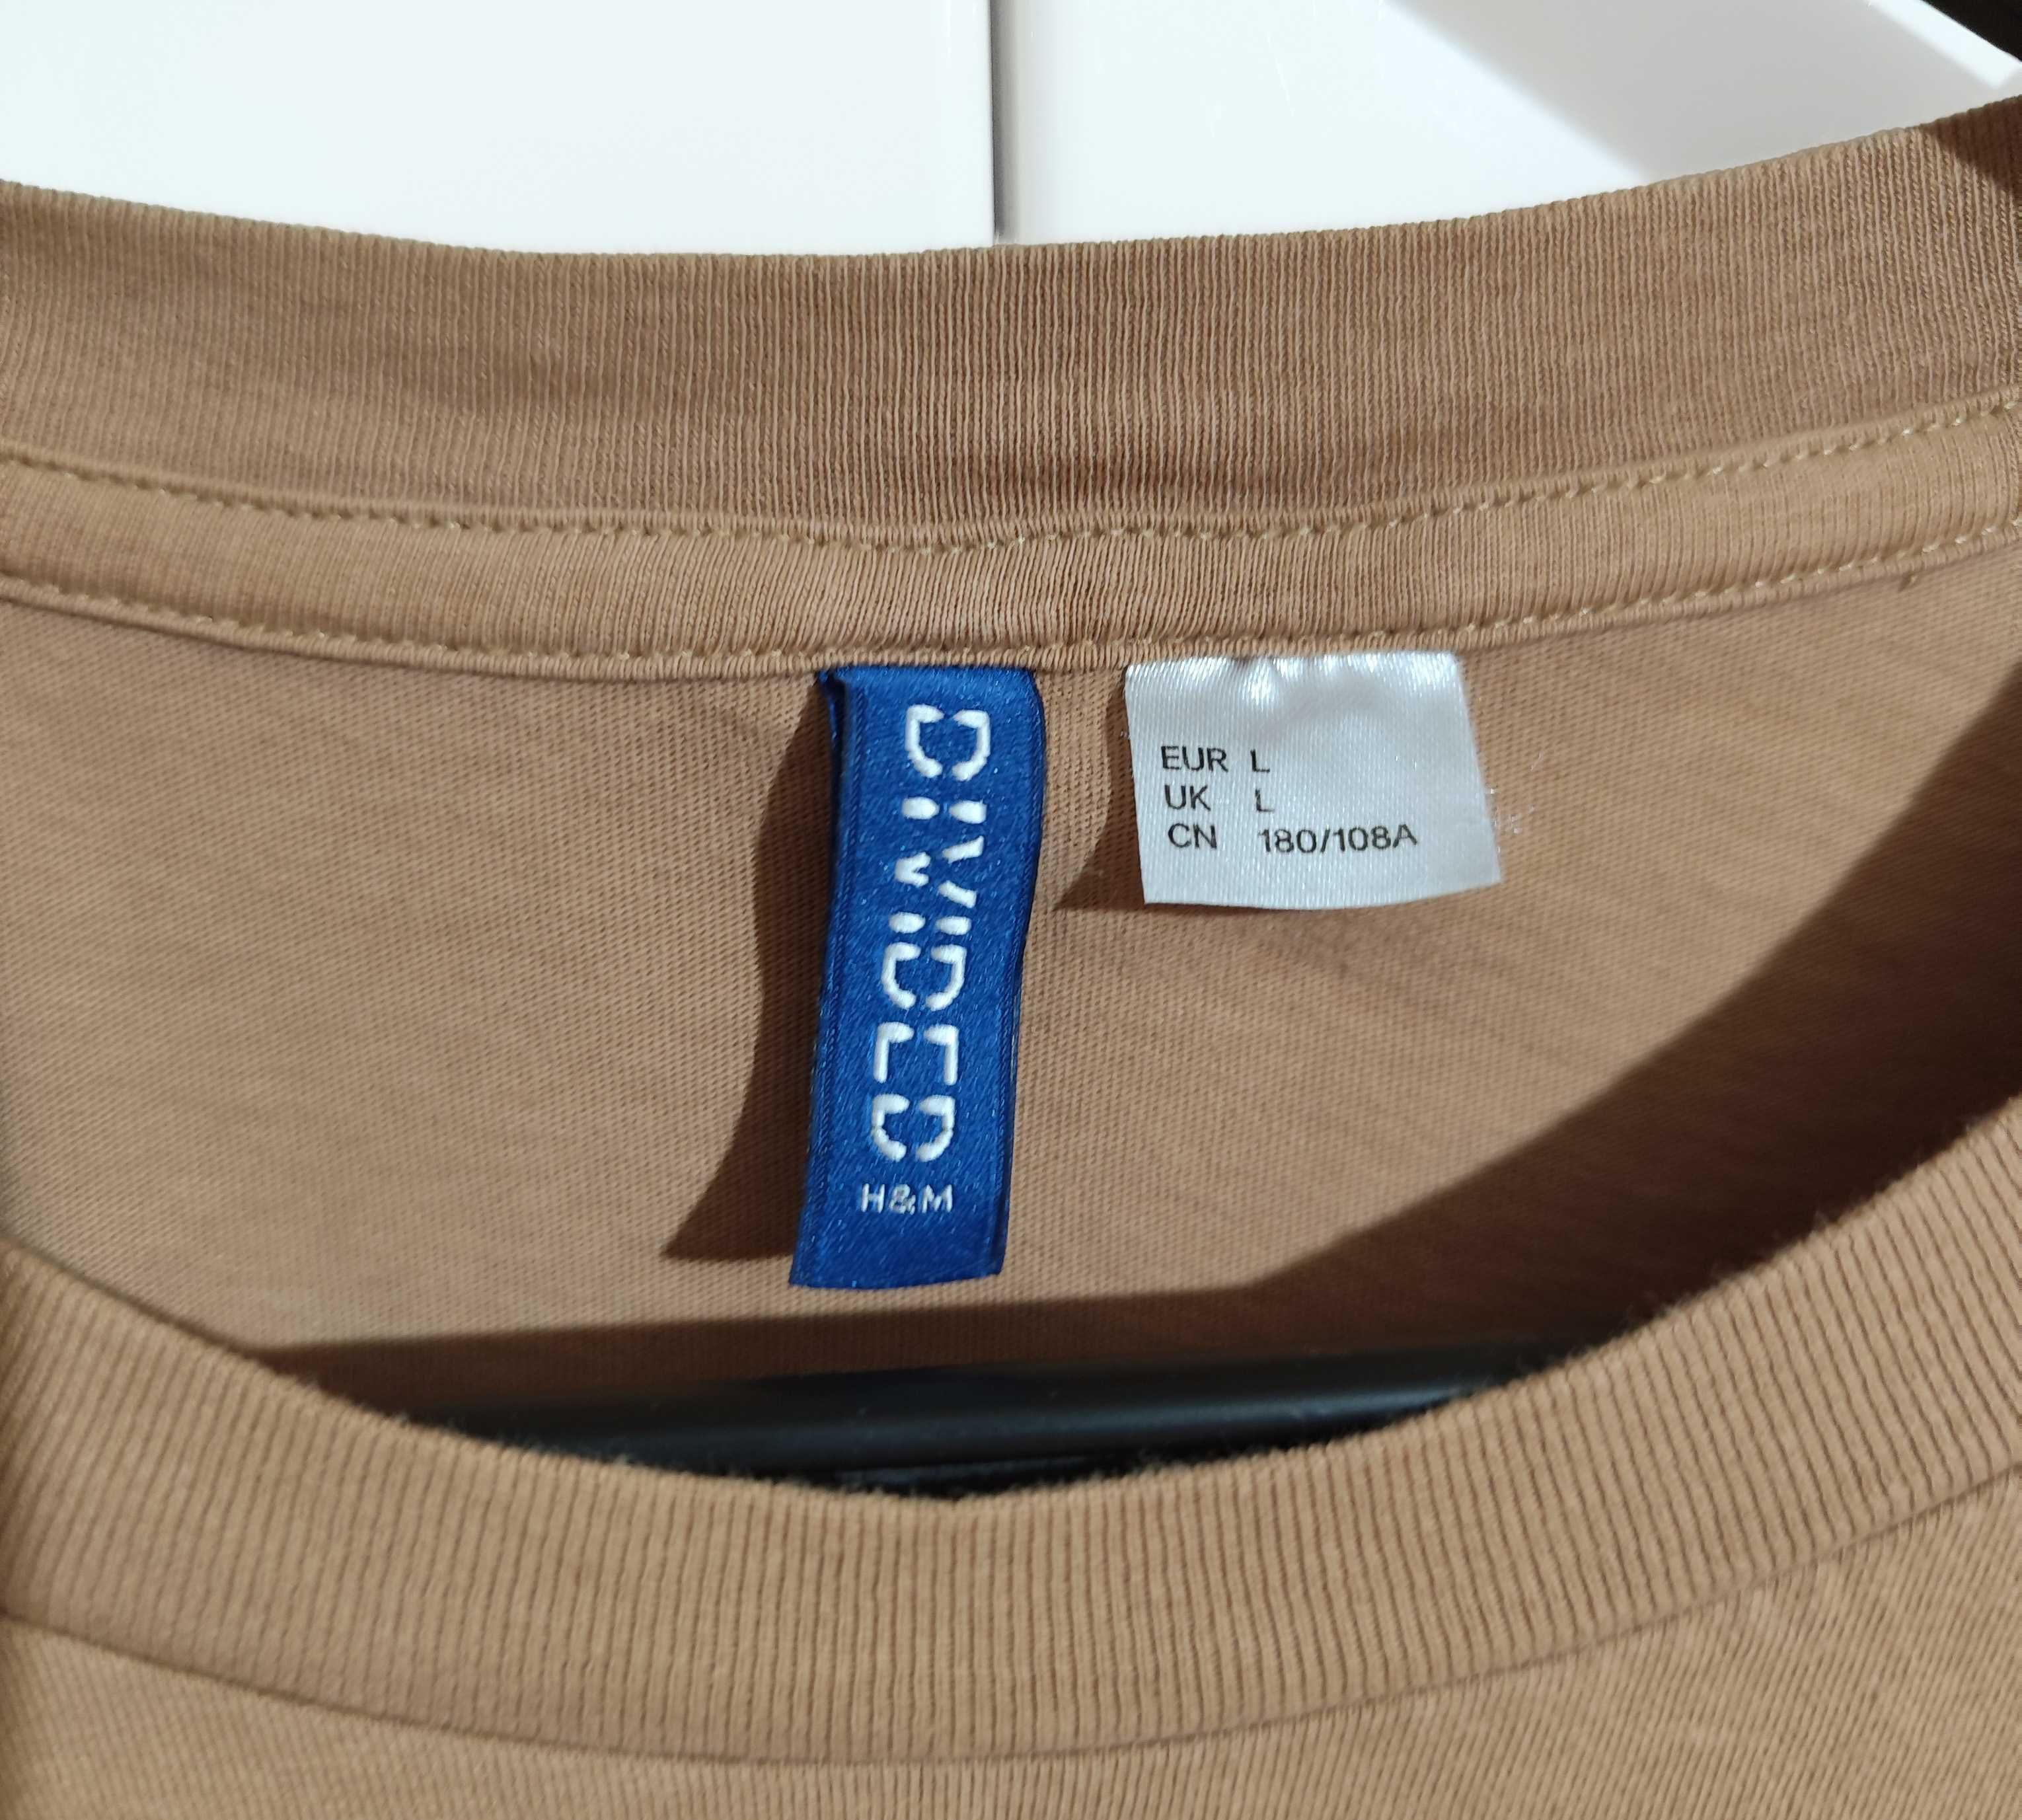 DIVIDED
H&M
EUR L
UK L
CN 180/108A